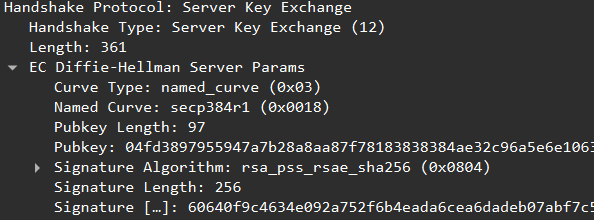 Handshake Protocol: Server Key Exchange
Handshake Type: Server Key Exchange (12)
Length: 361
EC Diffie-Hellman Server Params
Curve Type: named_curve (0x03)
Named Curve: secp384r1 (0x0018)
Pubkey Length: 97
Pubkey: 04fd3897955947a7b28a8aa87f78183838384ae32c96a5e6e1063
Signature Algorithm: rsa_pss_rsae_sha256 (0x0804)
Signature Length: 256
Signature […]: 60640f9c4634e092a752f6b4eada6cea6dadeb07abf7c5